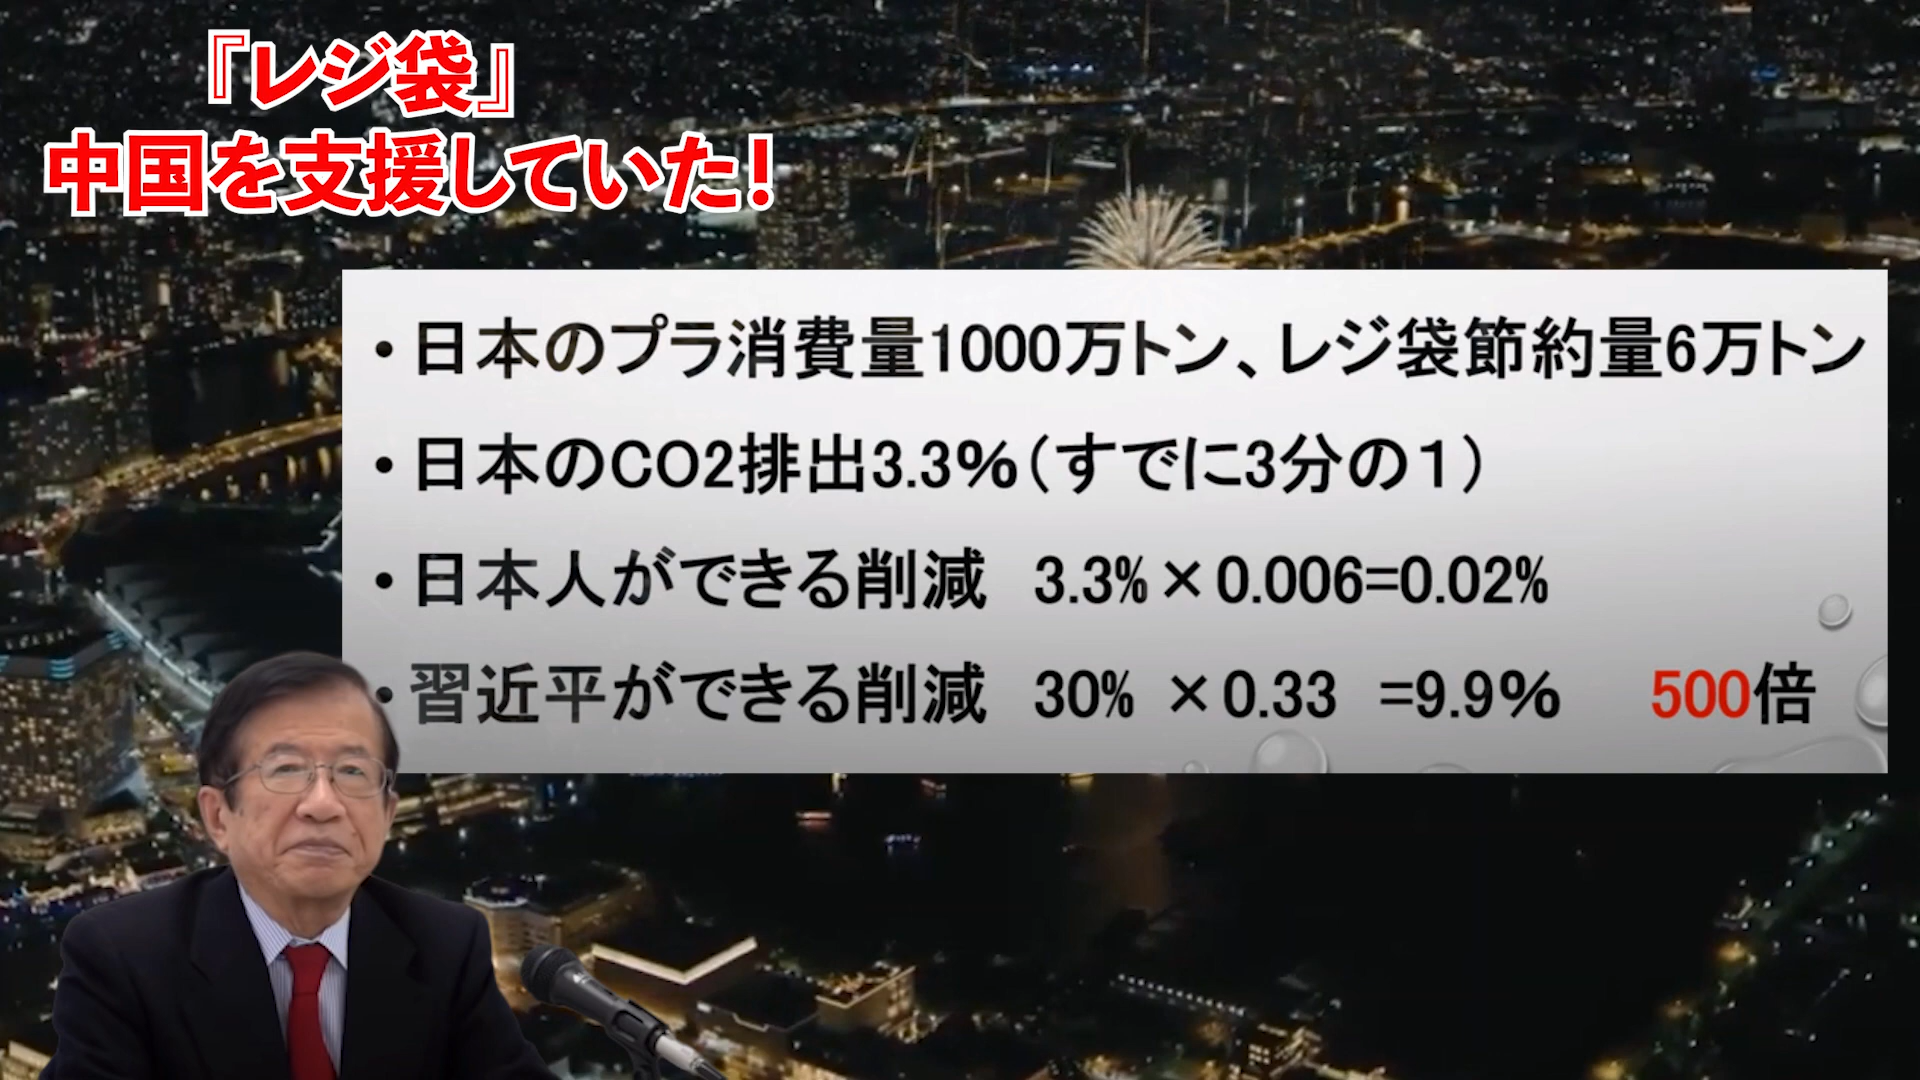 『レジ袋』
中国を支援していた!
・日本のプラ消費量1000万トン、レジ袋節約量6万トン
・日本のCO2排出3.3%(すでに3分の1)
・日本人ができる削減 3.3%×0.006=0.02%
・習近平ができる削減 30% ×0.33 =9.9% 500倍